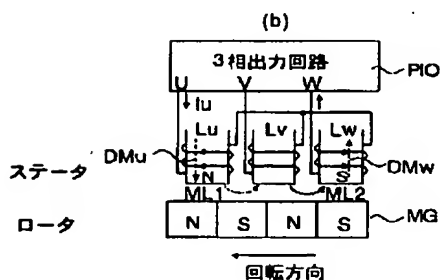 (b)
3相出力回路
PIO
U V W
Iu
Lu Lv Lw
DMu
DMw
ステータ
N S
ML1 ML2
ロータ
N S N S
MG
回転方向